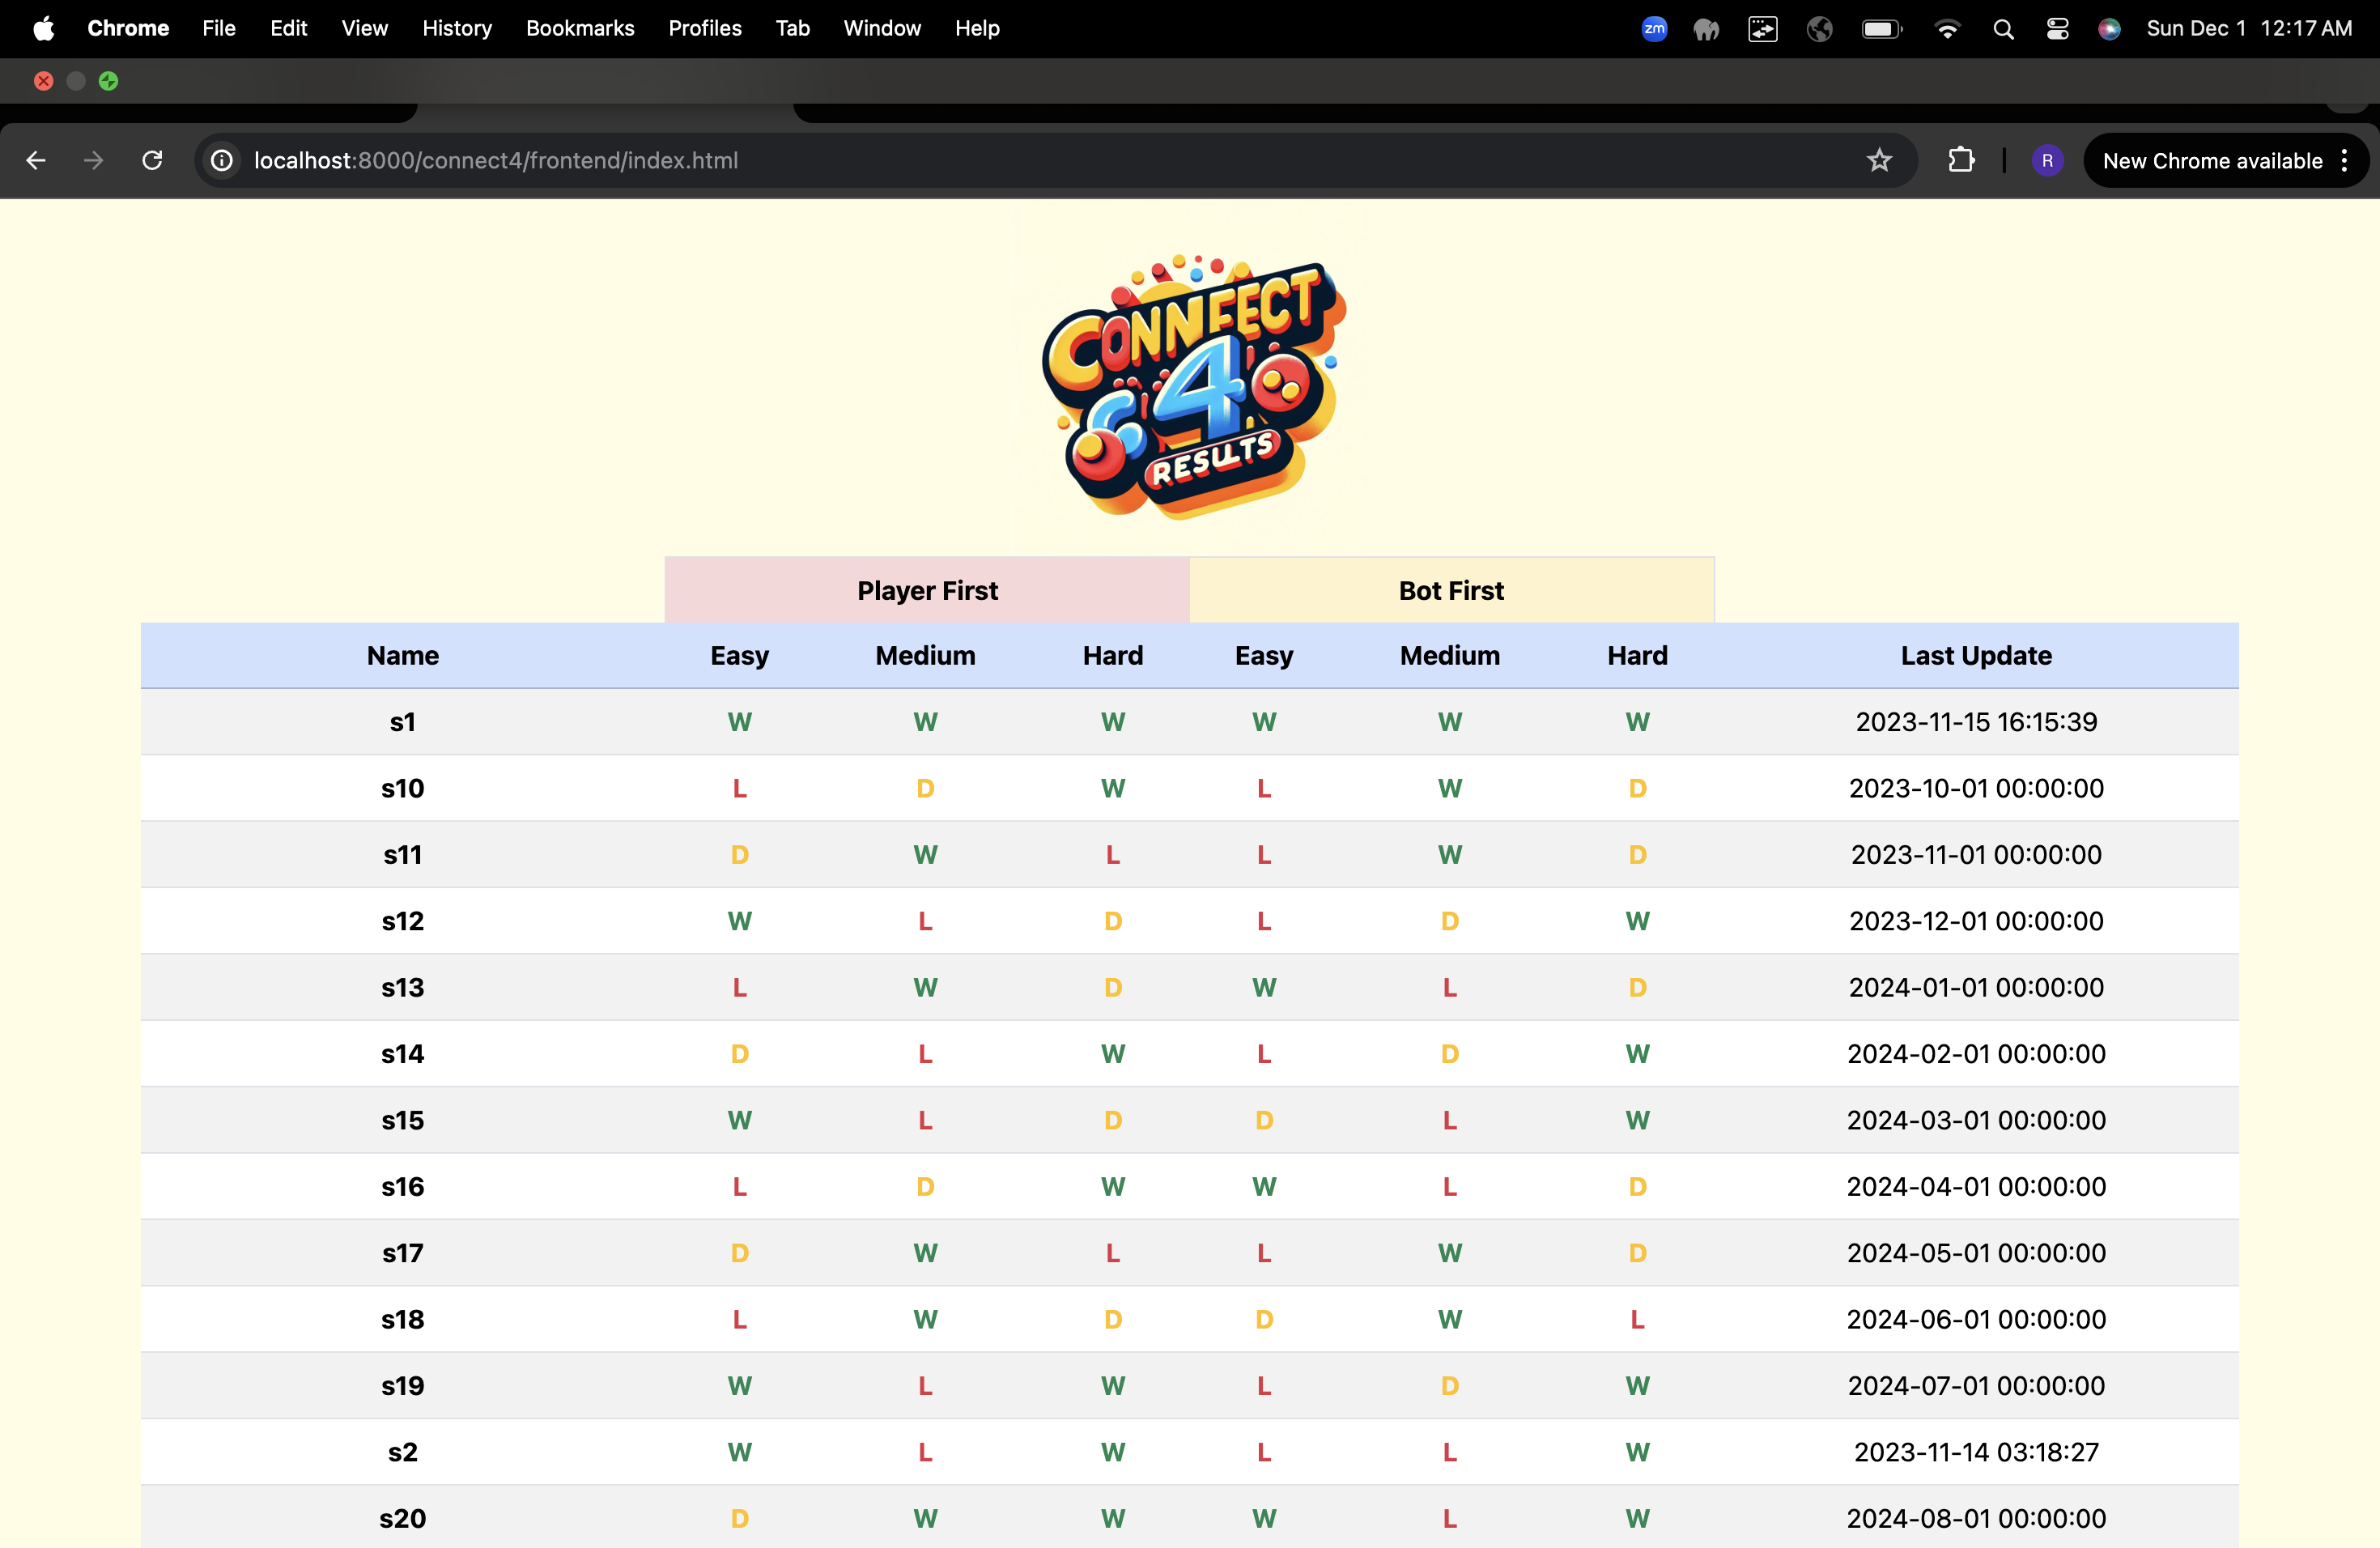 Chrome File Edit View History Bookmarks Profiles Tab Window Help zm Sun Dec 1 12:17 AM
localhost:8000/connect4/frontend/index.html R New Chrome available
CONNFECT
4
RESULTS
Player First Bot First
Name Easy Medium Hard Easy Medium Hard Last Update
s1 W W W W W W 2023-11-15 16:15:39
s10 L D W L W D 2023-10-01 00:00:00
s11 D W L L W D 2023-11-01 00:00:00
s12 W L D L D W 2023-12-01 00:00:00
s13 L W D W L D 2024-01-01 00:00:00
s14 D L W L D W 2024-02-01 00:00:00
s15 W L D D L W 2024-03-01 00:00:00
s16 L D W W L D 2024-04-01 00:00:00
s17 D W L L W D 2024-05-01 00:00:00
s18 L W D D W L 2024-06-01 00:00:00
s19 W L W L D W 2024-07-01 00:00:00
s2 W L W L L W 2023-11-14 03:18:27
s20 D W W W L W 2024-08-01 00:00:00